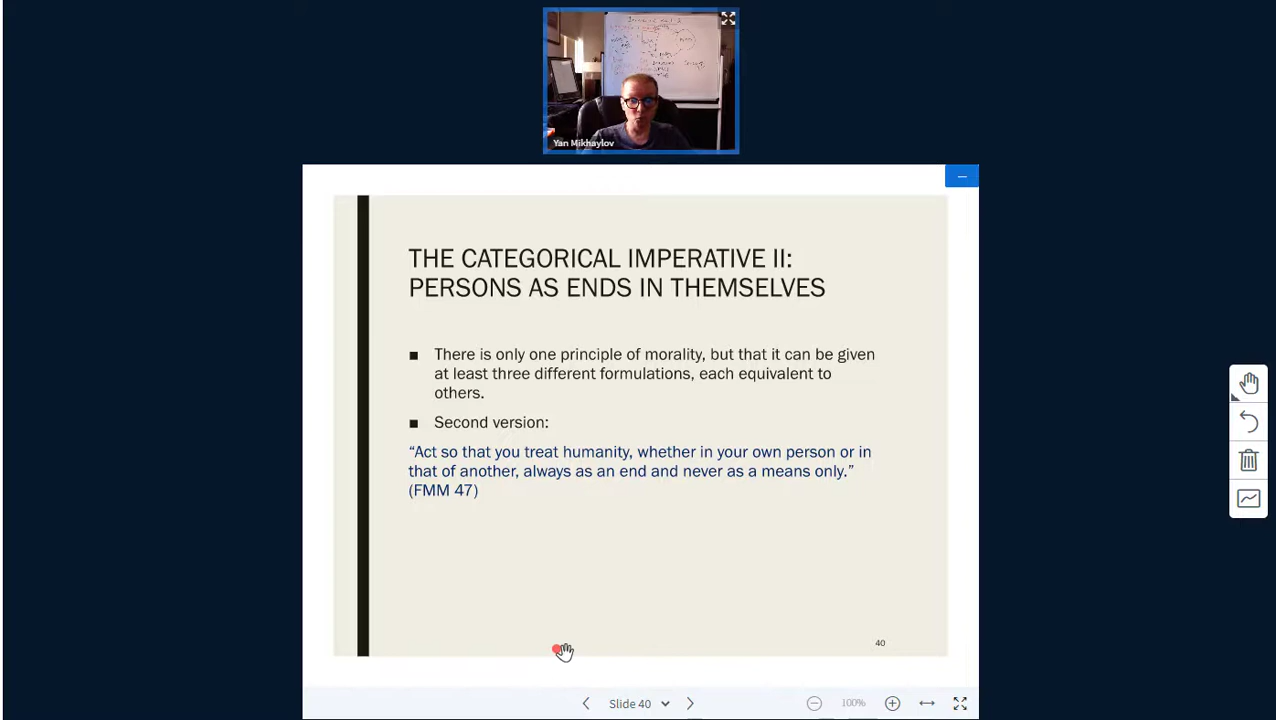 Yan Mikhaylov
THE CATEGORICAL IMPERATIVE II:
PERSONS AS ENDS IN THEMSELVES
■ There is only one principle of morality, but that it can be given
at least three different formulations, each equivalent to
others.
■ Second version:
“Act so that you treat humanity, whether in your own person or in
that of another, always as an end and never as a means only.”
(FMM 47)
40
Slide 40
100%